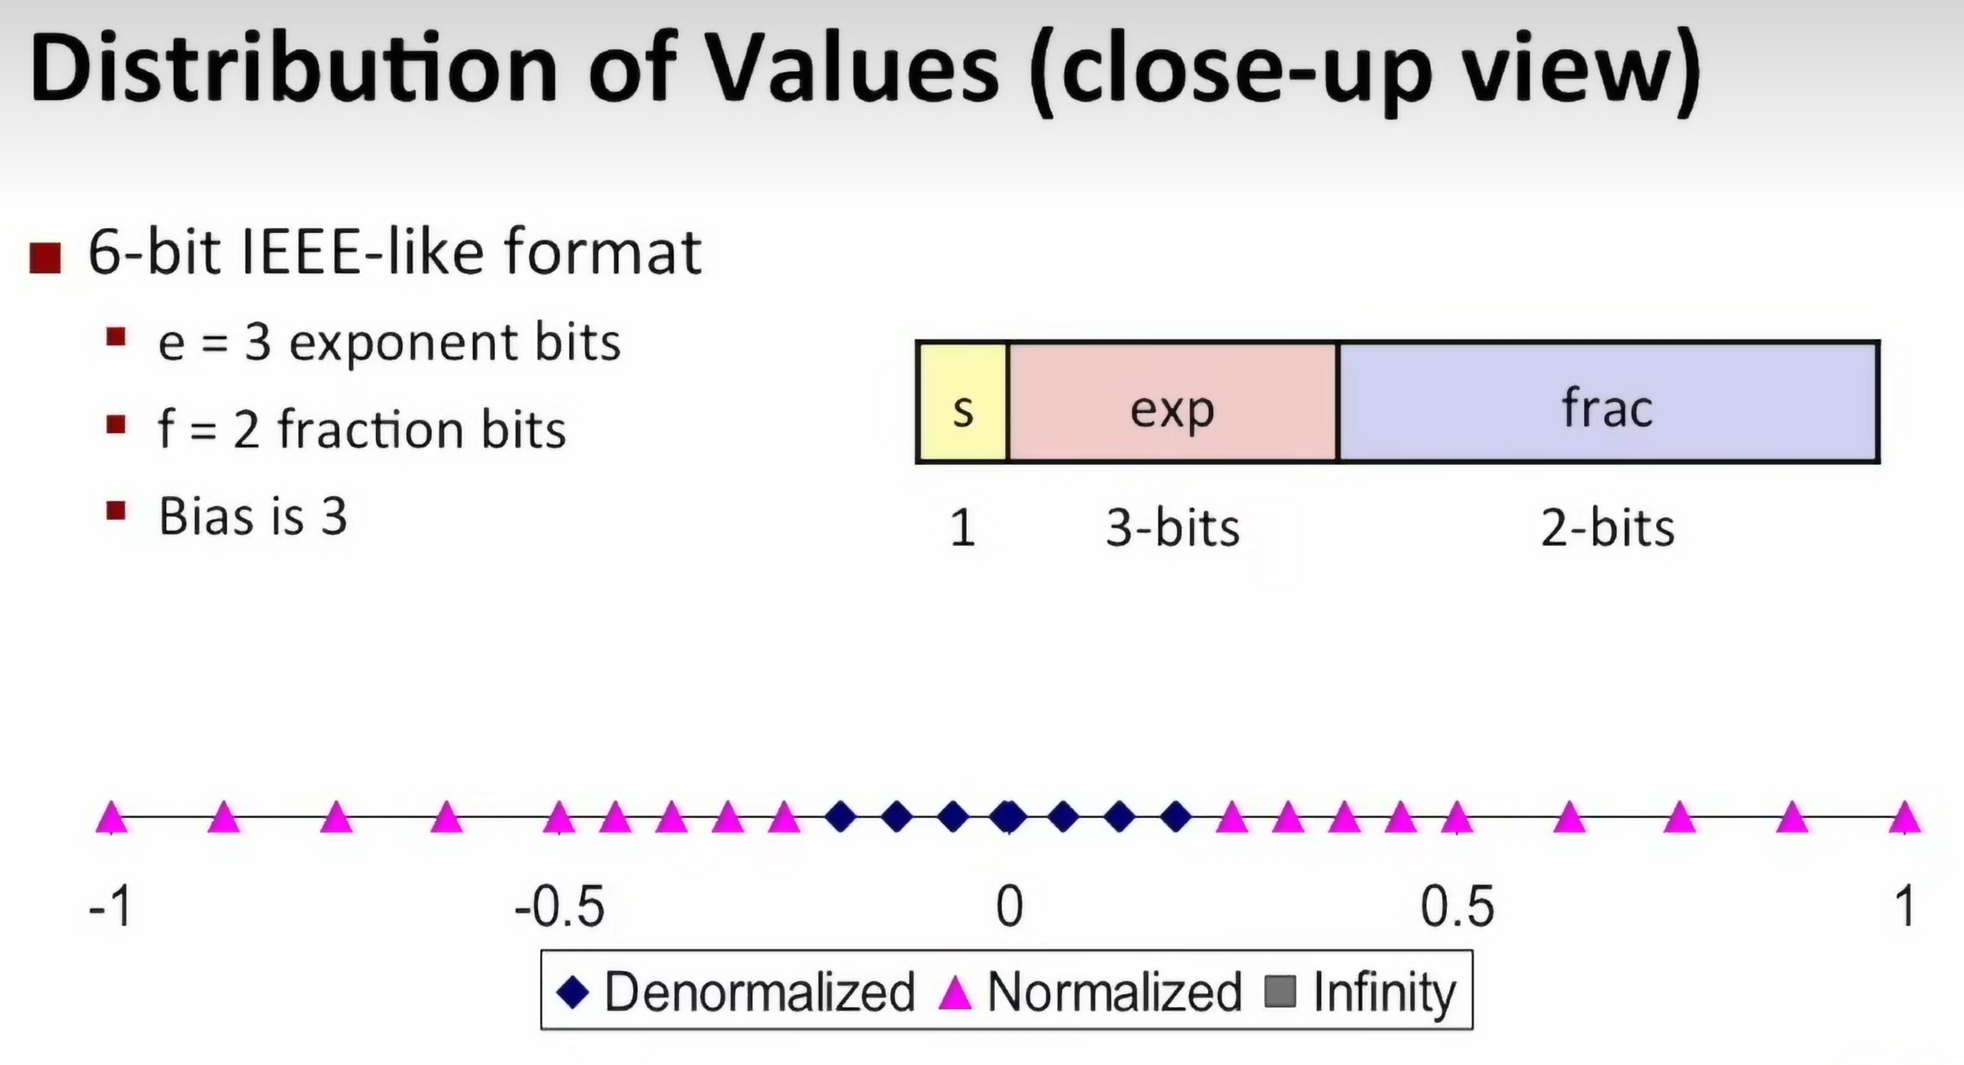 Distribution of Values (close-up view)
6-bit IEEE-like format
e = 3 exponent bits
f = 2 fraction bits
Bias is 3
s exp frac
1 3-bits 2-bits
-1 -0.5 0 0.5 1
Denormalized Normalized Infinity